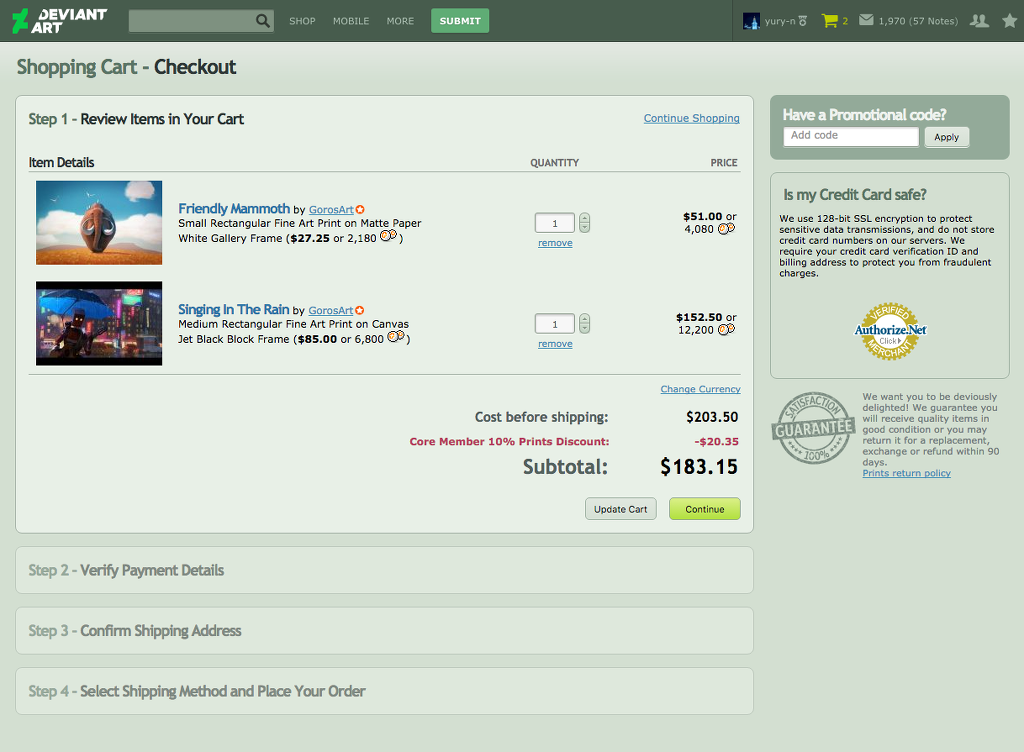 DEVIANT
ART
SHOP
MOBILE
MORE
SUBMIT
yury-n
2
1,970 (57 Notes)
Shopping Cart - Checkout
Step 1 - Review Items in Your Cart
Continue Shopping
Item Details
QUANTITY
PRICE
Friendly Mammoth by GorosArt
Small Rectangular Fine Art Print on Matte Paper
White Gallery Frame ($27.25 or 2,180 )
1
remove
$51.00 or
4,080
Singing In The Rain by GorosArt
Medium Rectangular Fine Art Print on Canvas
Jet Black Block Frame ($85.00 or 6,800 )
1
remove
$152.50 or
12,200
Change Currency
Cost before shipping: $203.50
Core Member 10% Prints Discount: -$20.35
Subtotal: $183.15
Update Cart
Continue
Step 2 - Verify Payment Details
Step 3 - Confirm Shipping Address
Step 4 - Select Shipping Method and Place Your Order
Have a Promotional code?
Add code
Apply
Is my Credit Card safe?
We use 128-bit SSL encryption to protect
sensitive data transmissions, and do not store
credit card numbers on our servers. We
require your credit card verification ID and
billing address to protect you from fraudulent
charges.
VERIFIED
Authorize.Net
Click
MERCHANT
SATISFACTION
GUARANTEE
100%
We want you to be deviously
delighted! We guarantee you
will receive quality items in
good condition or you may
return it for a replacement,
exchange or refund within 90
days.
Prints return policy